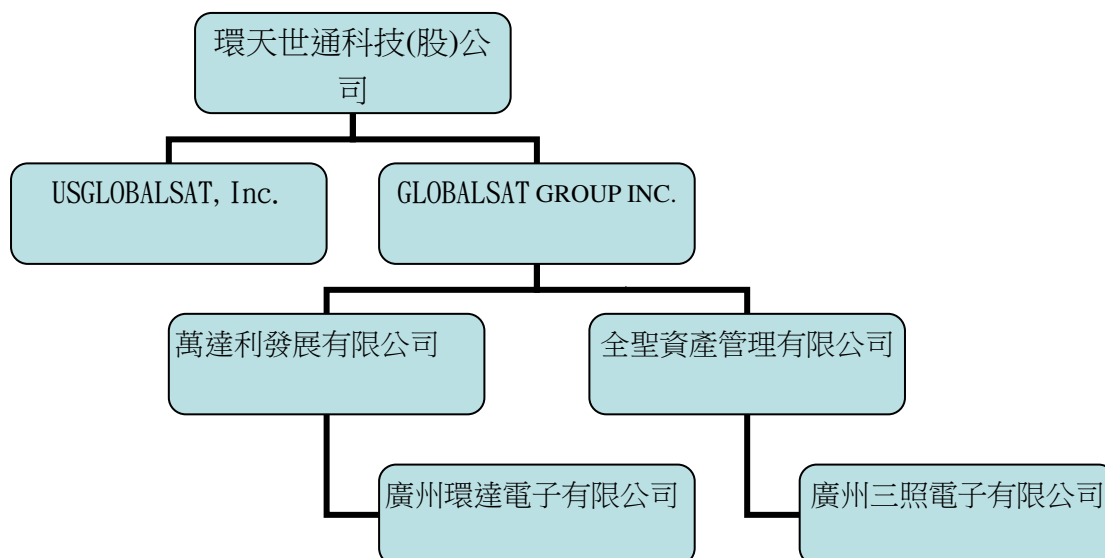 環天世通科技(股)公
司
USGLOBALSAT, Inc.
GLOBALSAT GROUP INC.
萬達利發展有限公司
全聖資產管理有限公司
廣州環達電子有限公司
廣州三照電子有限公司